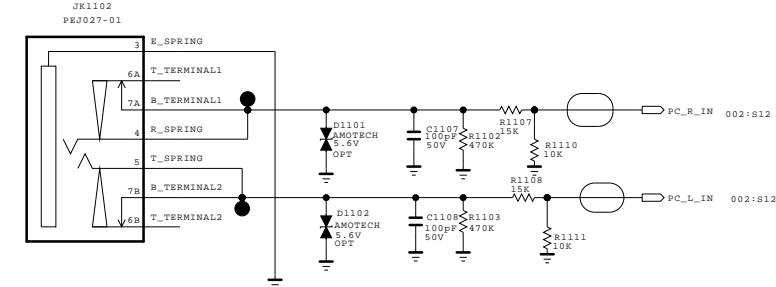 JK1102
PEJ027-01
3 E_SPRING
6A T_TERMINAL1
7A B_TERMINAL1
4 R_SPRING
5 T_SPRING
7B B_TERMINAL2
6B T_TERMINAL2
D1101
AMOTECH
5.6V
OPT
C1107
100pF
50V
R1102
470K
R1107
15K
R1110
10K
PC_R_IN 002:S12
D1102
AMOTECH
5.6V
OPT
C1108
100pF
50V
R1103
470K
R1108
15K
R1111
10K
PC_L_IN 002:S12